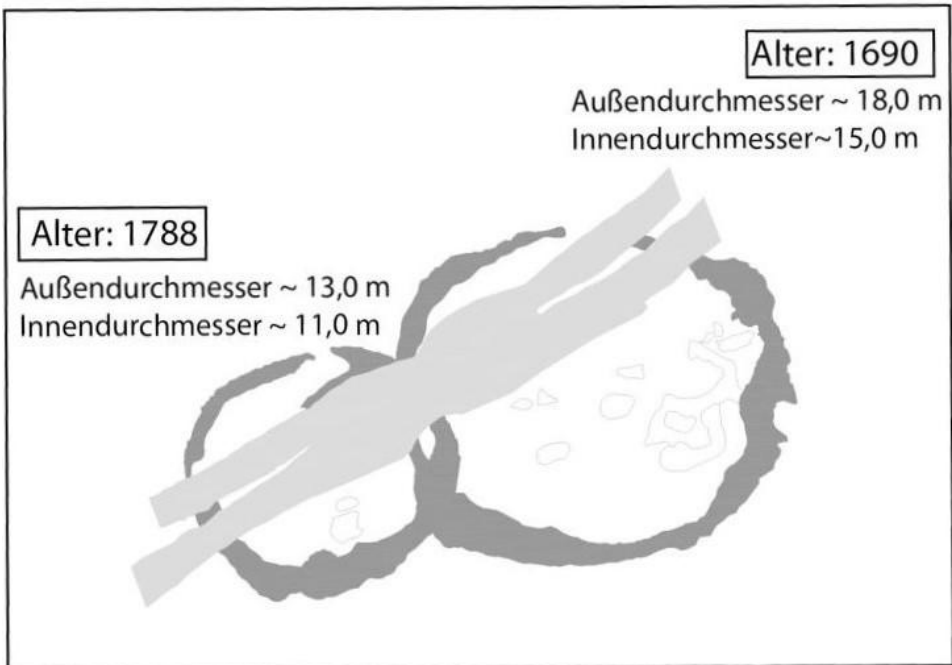 Alter: 1690
Außendurchmesser ~ 18,0 m
Innendurchmesser~15,0 m
Alter: 1788
Außendurchmesser ~ 13,0 m
Innendurchmesser ~ 11,0 m